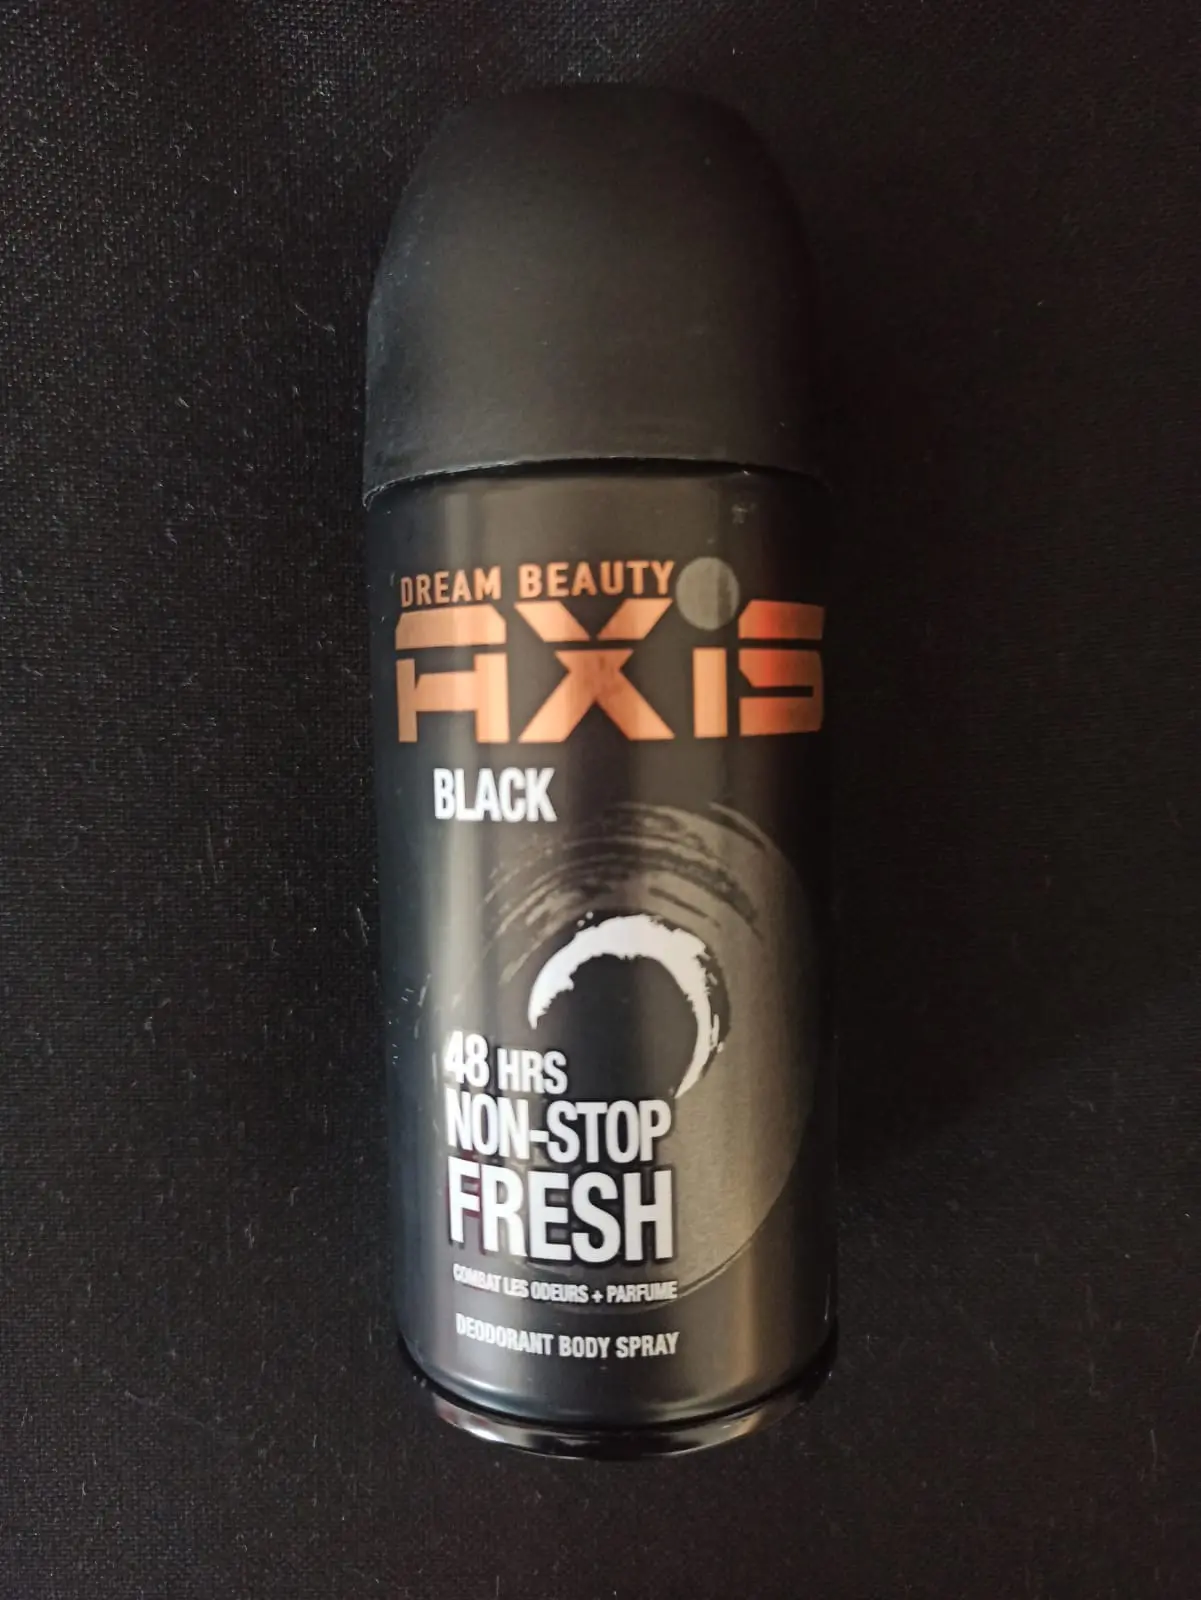 DREAM BEAUTY
AXiS
BLACK
48 HRS
NON-STOP
FRESH
COMBAT LES ODEURS + PARFUME
DEODORANT BODY SPRAY